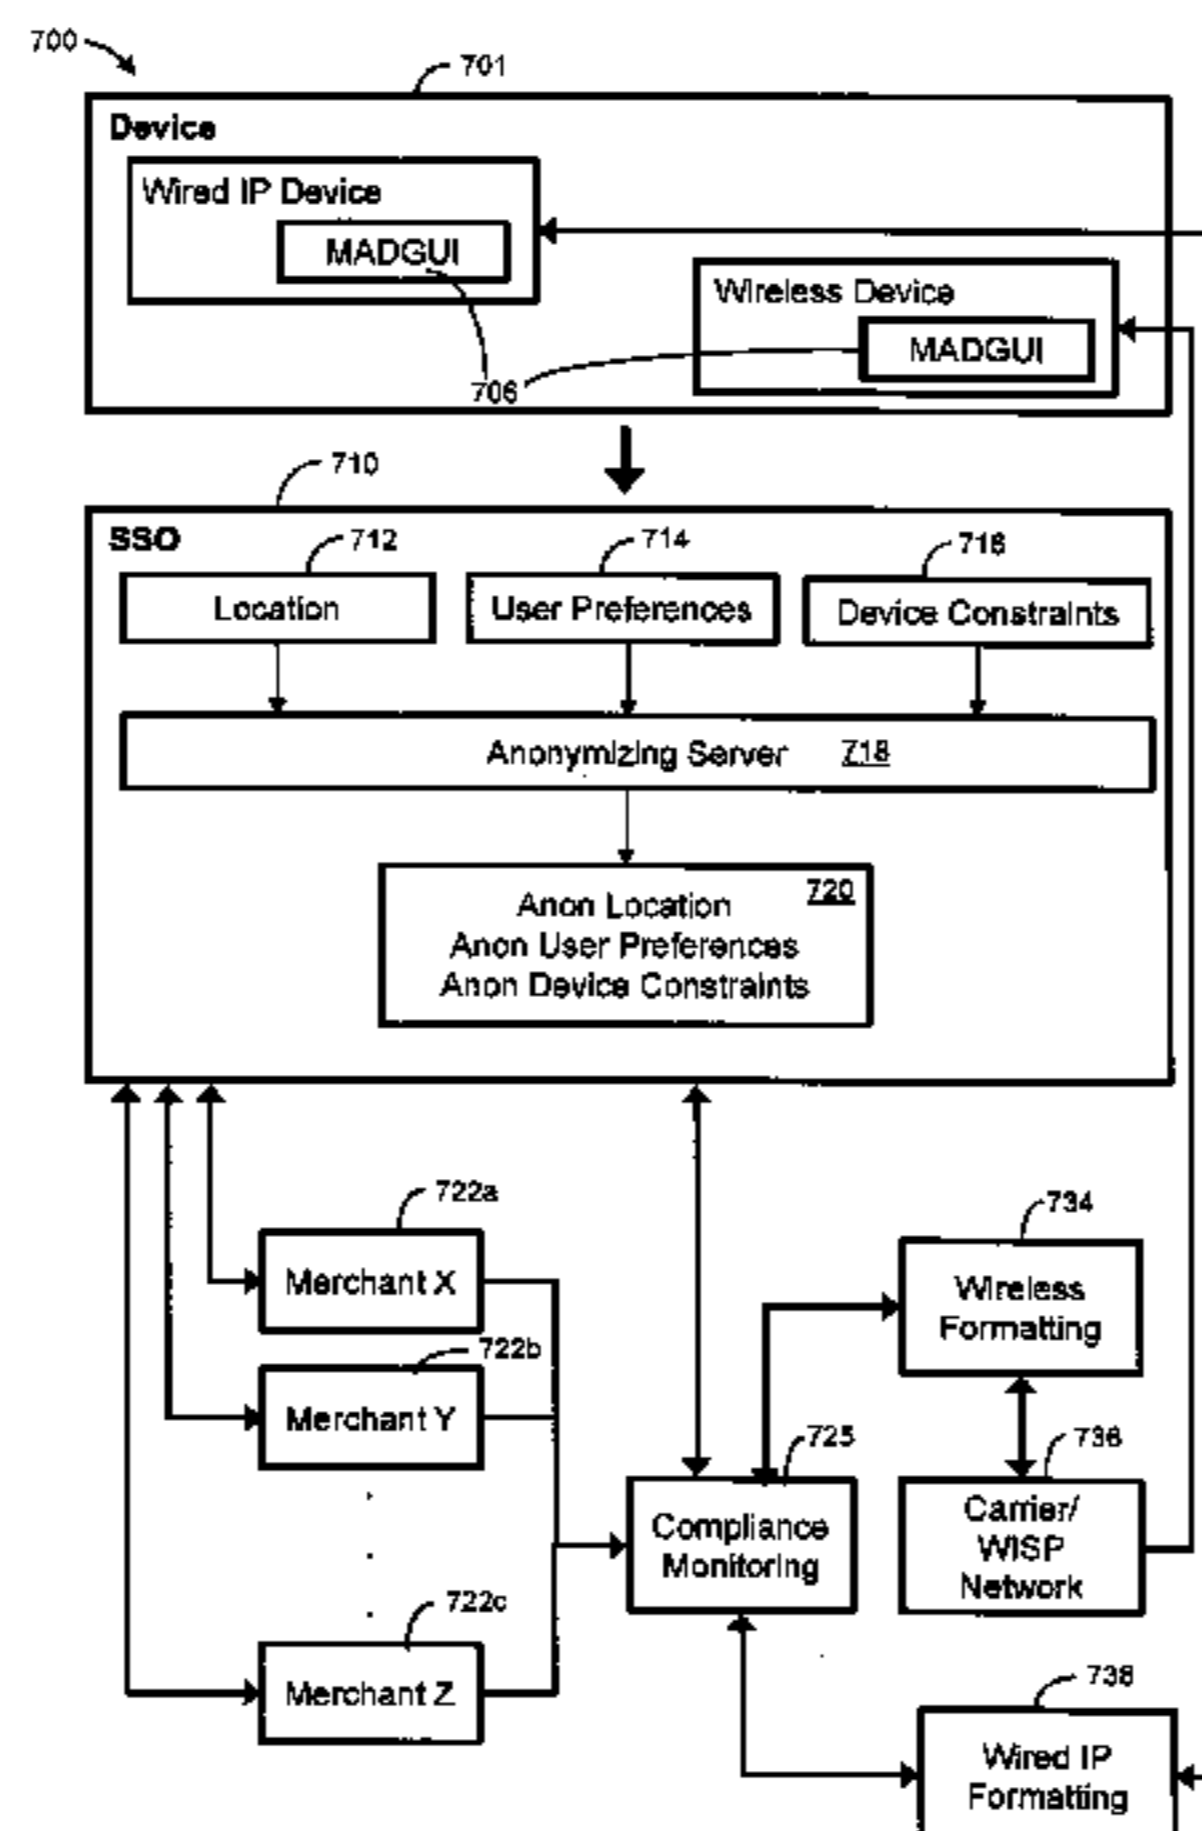 700
701
Device
Wired IP Device
MADGUI
Wireless Device
MADGUI
706
710
SSO
712
714
716
Location
User Preferences
Device Constraints
Anonymizing Server 718
720
Anon Location
Anon User Preferences
Anon Device Constraints
722a
734
Merchant X
Wireless
Formatting
722b
Merchant Y
725
736
Compliance
Monitoring
Carrier/
WISP
Network
722c
Merchant Z
738
Wired IP
Formatting